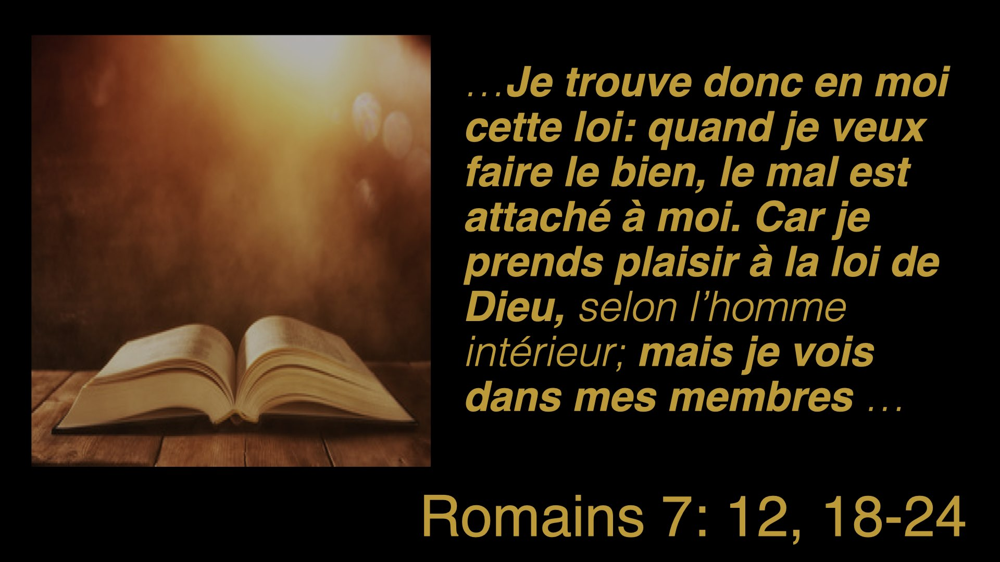 …Je trouve donc en moi
cette loi: quand je veux
faire le bien, le mal est
attaché à moi. Car je
prends plaisir à la loi de
Dieu, selon l’homme
intérieur; mais je vois
dans mes membres …
Romains 7: 12, 18-24